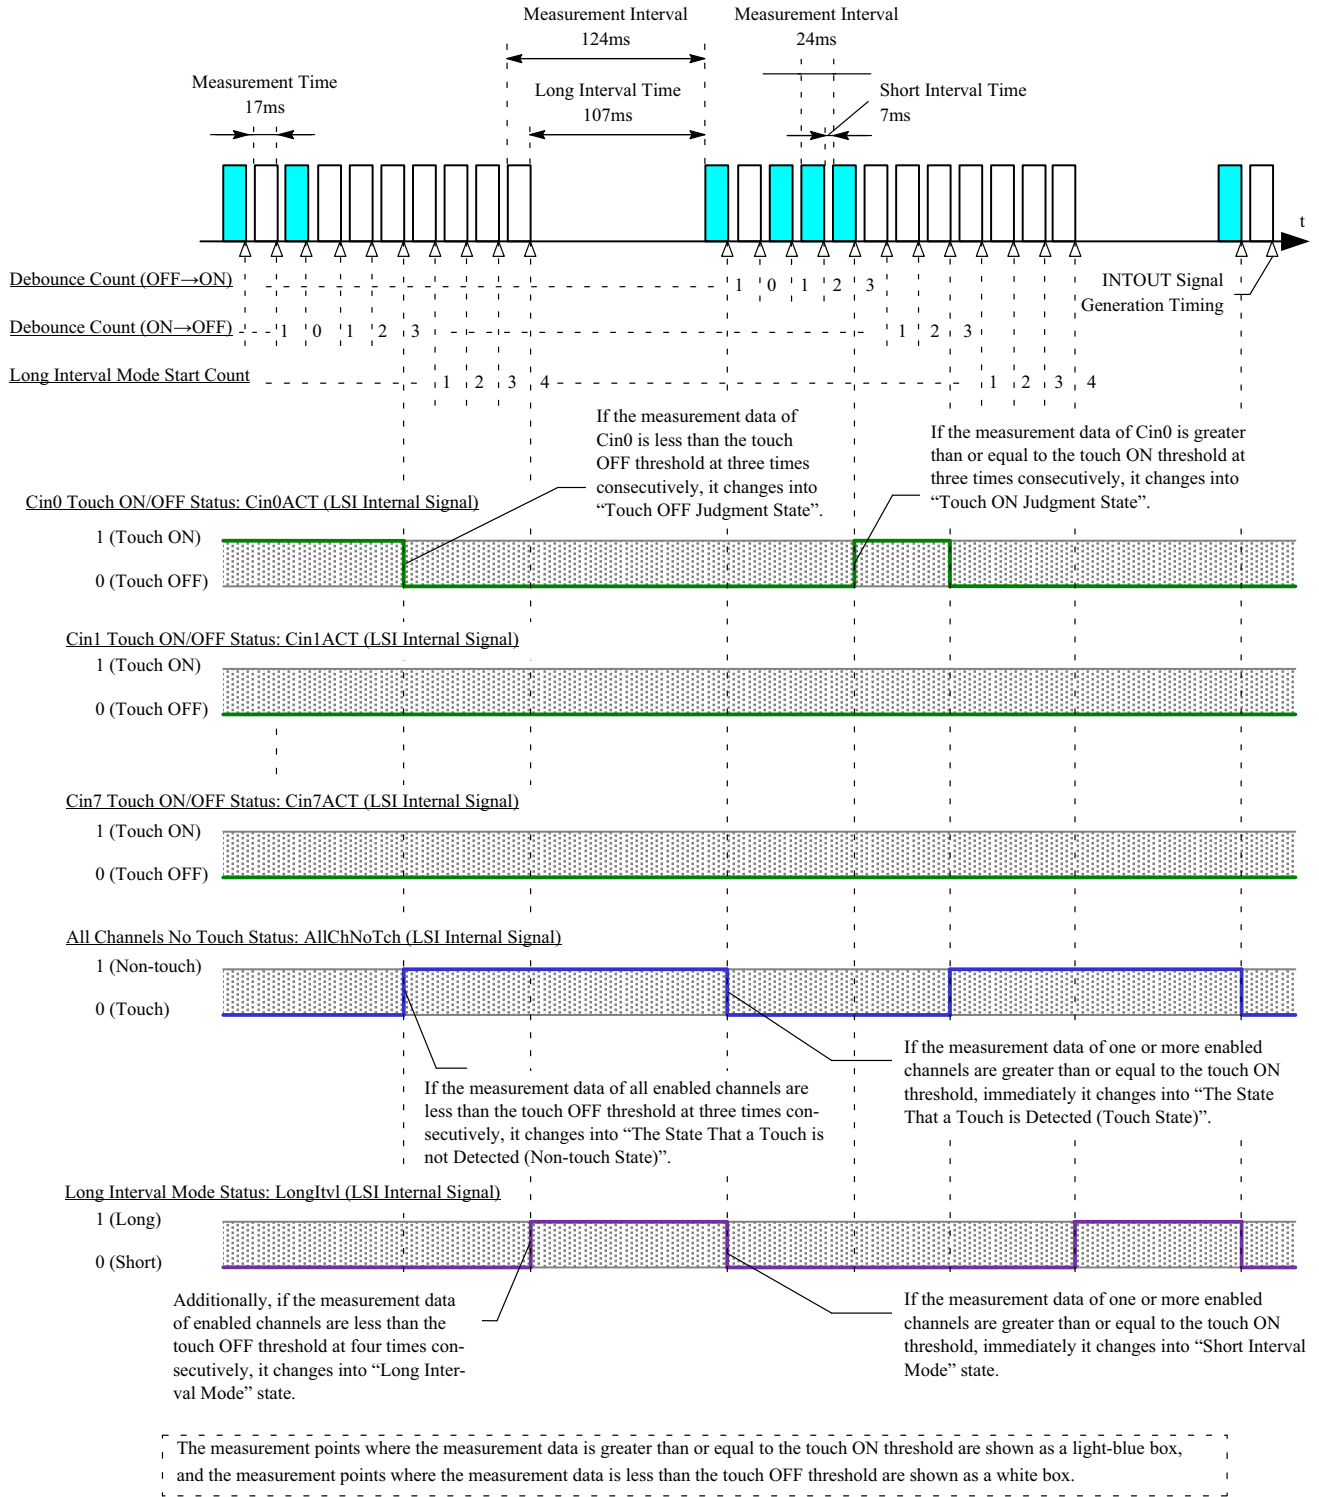 Measurement Interval
124ms
Measurement Interval
24ms
Measurement Time
17ms
Long Interval Time
107ms
Short Interval Time
7ms
t
Debounce Count (OFF→ON)
1 0 1 2 3
INTOUT Signal
Generation Timing
Debounce Count (ON→OFF)
1 0 1 2 3 1 2 3
Long Interval Mode Start Count
1 2 3 4 1 2 3 4
If the measurement data of
Cin0 is less than the touch
OFF threshold at three times
consecutively, it changes into
“Touch OFF Judgment State”.
If the measurement data of Cin0 is greater
than or equal to the touch ON threshold at
three times consecutively, it changes into
“Touch ON Judgment State”.
Cin0 Touch ON/OFF Status: Cin0ACT (LSI Internal Signal)
1 (Touch ON)
0 (Touch OFF)
Cin1 Touch ON/OFF Status: Cin1ACT (LSI Internal Signal)
1 (Touch ON)
0 (Touch OFF)
Cin7 Touch ON/OFF Status: Cin7ACT (LSI Internal Signal)
1 (Touch ON)
0 (Touch OFF)
All Channels No Touch Status: AllChNoTch (LSI Internal Signal)
1 (Non-touch)
0 (Touch)
If the measurement data of all enabled channels are
less than the touch OFF threshold at three times con-
secutively, it changes into “The State That a Touch is
not Detected (Non-touch State)”.
If the measurement data of one or more enabled
channels are greater than or equal to the touch ON
threshold, immediately it changes into “The State
That a Touch is Detected (Touch State)”.
Long Interval Mode Status: LongItvl (LSI Internal Signal)
1 (Long)
0 (Short)
Additionally, if the measurement data
of enabled channels are less than the
touch OFF threshold at four times con-
secutively, it changes into “Long Inter-
val Mode” state.
If the measurement data of one or more enabled
channels are greater than or equal to the touch ON
threshold, immediately it changes into “Short Interval
Mode” state.
The measurement points where the measurement data is greater than or equal to the touch ON threshold are shown as a light-blue box,
and the measurement points where the measurement data is less than the touch OFF threshold are shown as a white box.